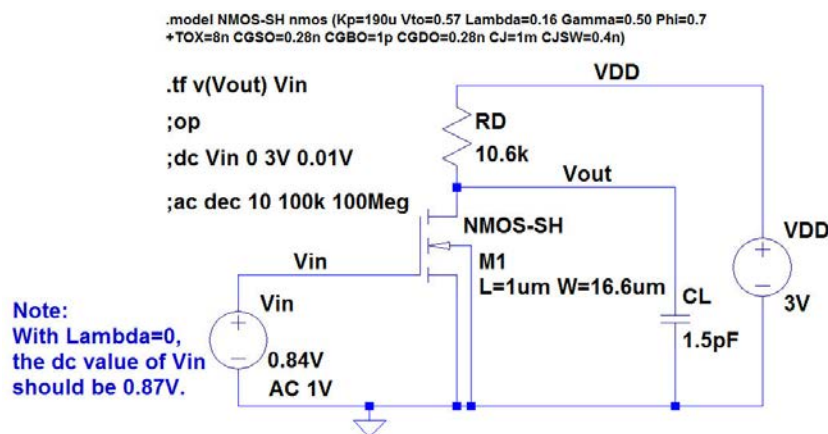 .model NMOS-SH nmos (Kp=190u Vto=0.57 Lambda=0.16 Gamma=0.50 Phi=0.7
+TOX=8n CGSO=0.28n CGBO=1p CGDO=0.28n CJ=1m CJSW=0.4n)
.tf v(Vout) Vin
;op
;dc Vin 0 3V 0.01V
;ac dec 10 100k 100Meg
VDD
RD
10.6k
Vout
NMOS-SH
M1
L=1um W=16.6um
Vin
Vin
0.84V
AC 1V
CL
1.5pF
VDD
3V
Note:
With Lambda=0,
the dc value of Vin
should be 0.87V.